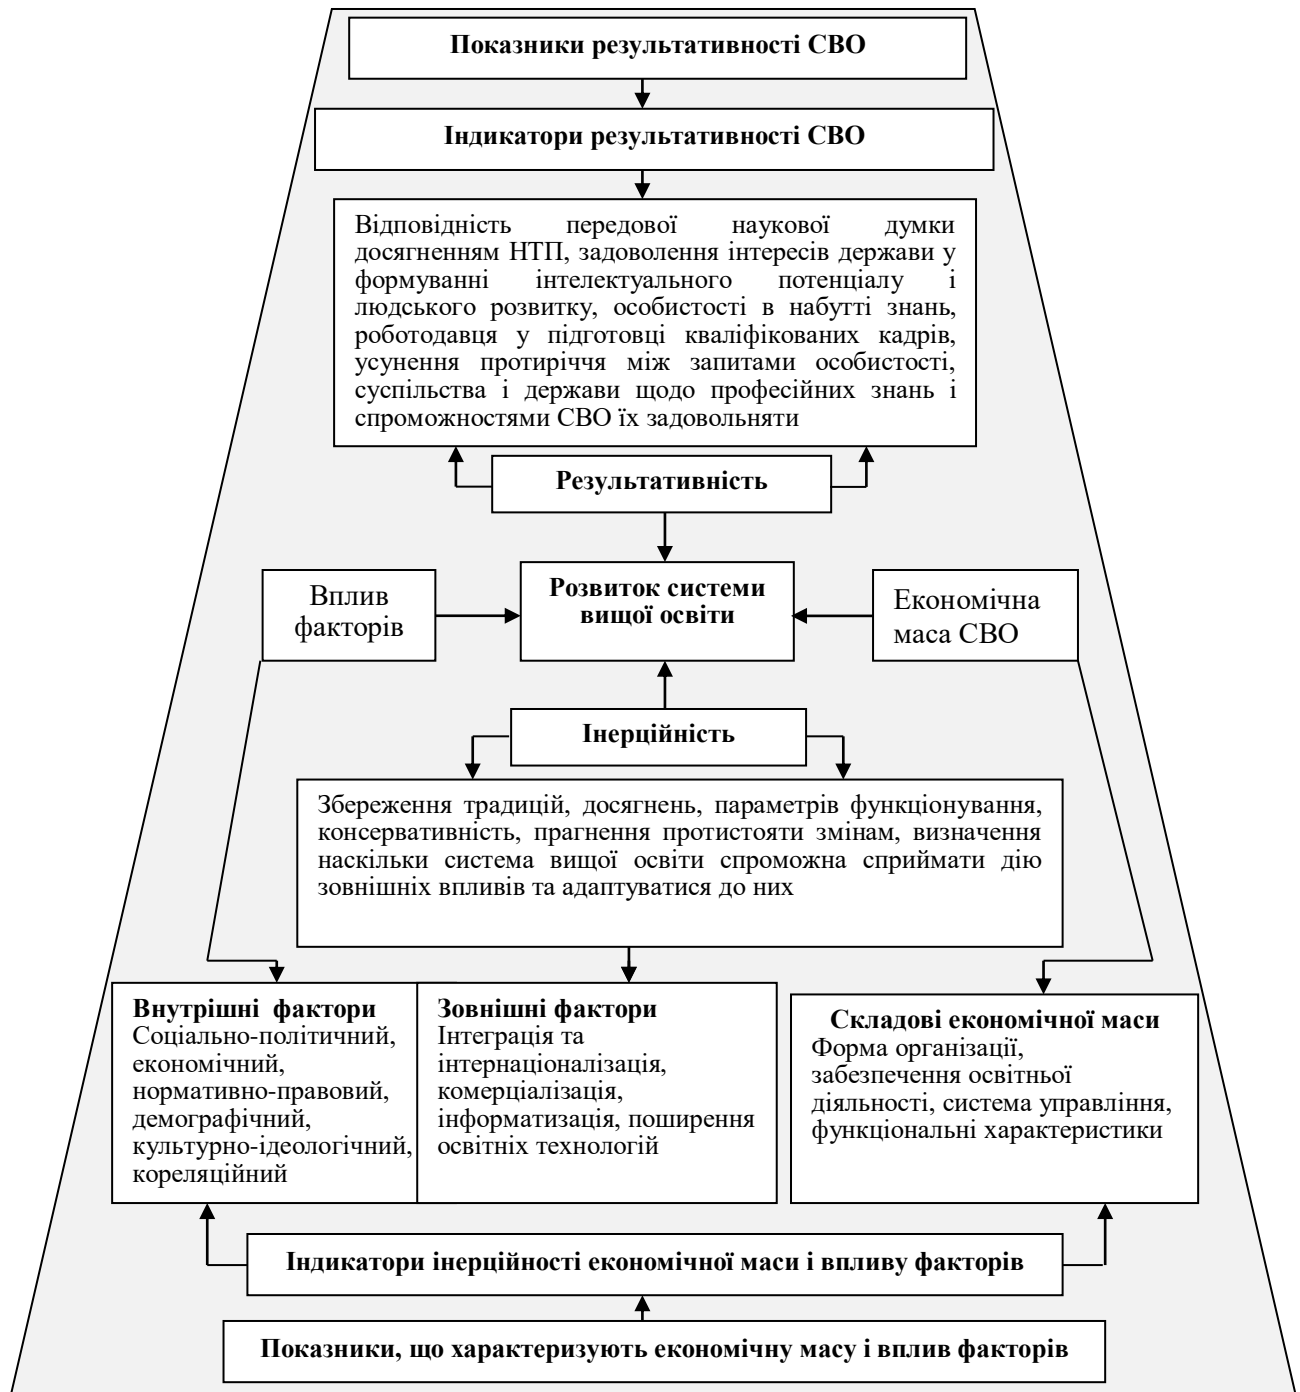 Показники результативності СВО
Індикатори результативності СВО
Відповідність передової наукової думки
досягненням НТП, задоволення інтересів держави у
формуванні інтелектуального потенціалу і
людського розвитку, особистості в набутті знань,
роботодавця у підготовці кваліфікованих кадрів,
усунення протиріччя між запитами особистості,
суспільства і держави щодо професійних знань і
спроможностями СВО їх задовольняти
Результативність
Вплив
факторів
Розвиток системи
вищої освіти
Економічна
маса СВО
Інерційність
Збереження традицій, досягнень, параметрів функціонування,
консервативність, прагнення протистояти змінам, визначення
наскільки система вищої освіти спроможна сприймати дію
зовнішніх впливів та адаптуватися до них
Внутрішні фактори
Соціально-політичний,
економічний,
нормативно-правовий,
демографічний,
культурно-ідеологічний,
кореляційний
Зовнішні фактори
Інтеграція та
інтернаціоналізація,
комерціалізація,
інформатизація, поширення
освітніх технологій
Складові економічної маси
Форма організації,
забезпечення освітньої
діяльності, система управління,
функціональні характеристики
Індикатори інерційності економічної маси і впливу факторів
Показники, що характеризують економічну масу і вплив факторів